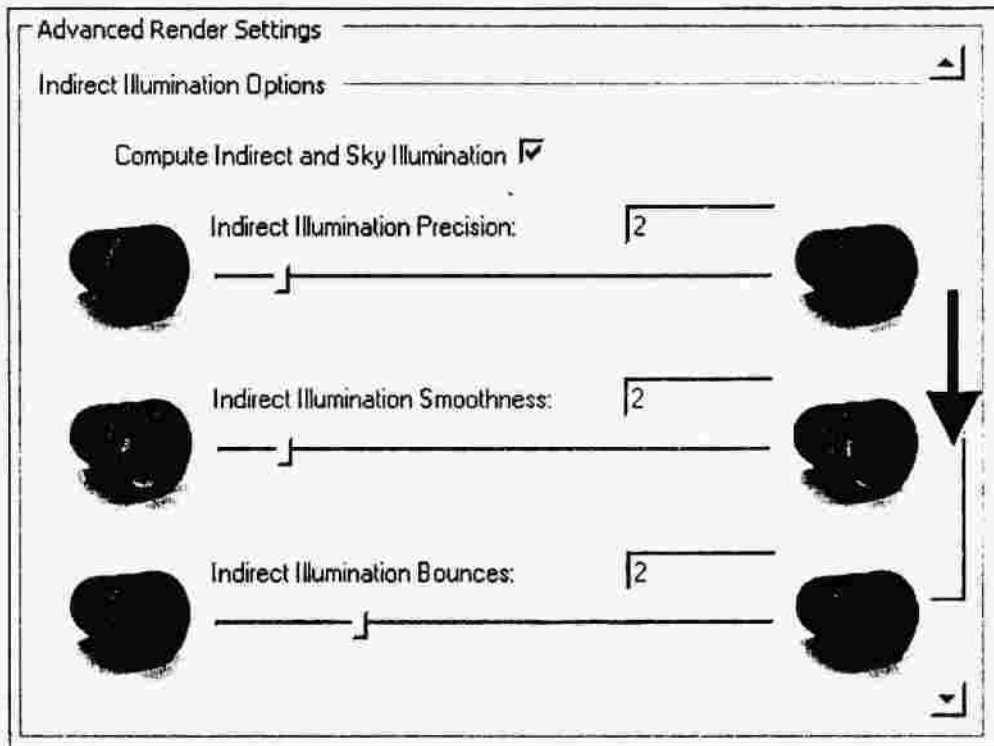 Advanced Render Settings
Indirect Illumination Options
Compute Indirect and Sky Illumination
Indirect Illumination Precision: 2
Indirect Illumination Smoothness: 2
Indirect Illumination Bounces: 2